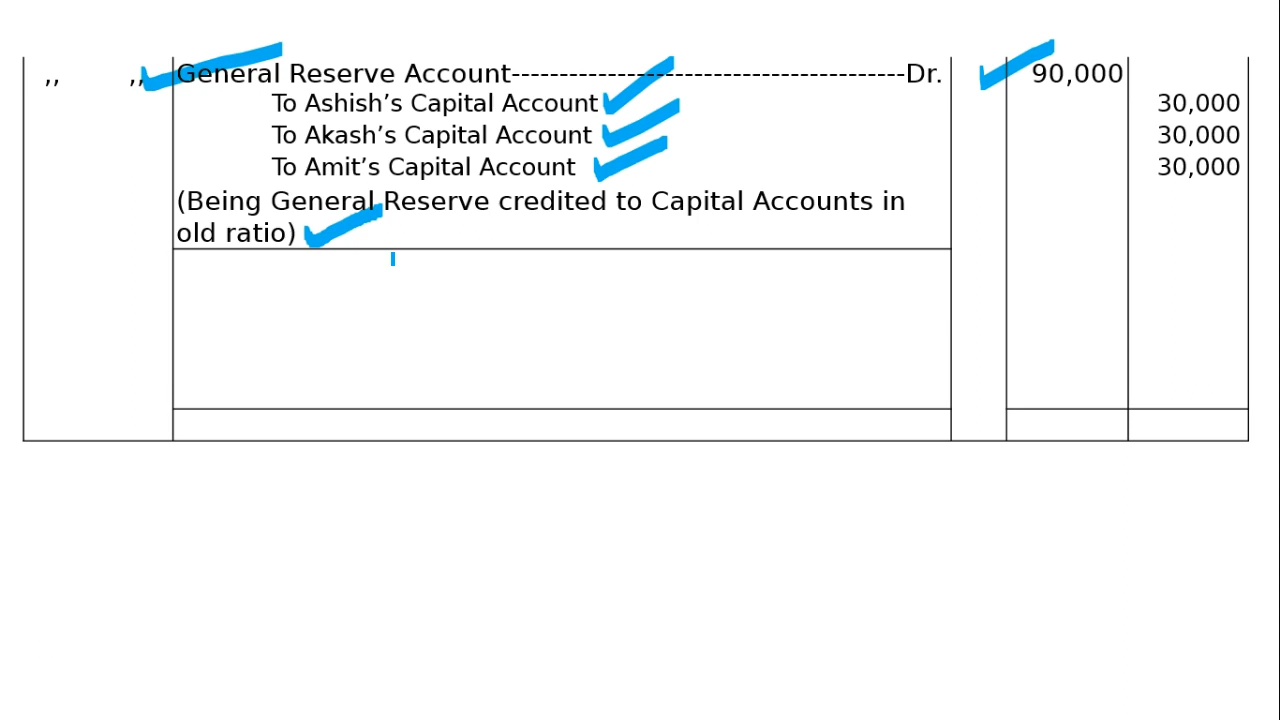 ,, ,, General Reserve Account-----------------------------------------Dr. 90,000
To Ashish’s Capital Account 30,000
To Akash’s Capital Account 30,000
To Amit’s Capital Account 30,000
(Being General Reserve credited to Capital Accounts in
old ratio)